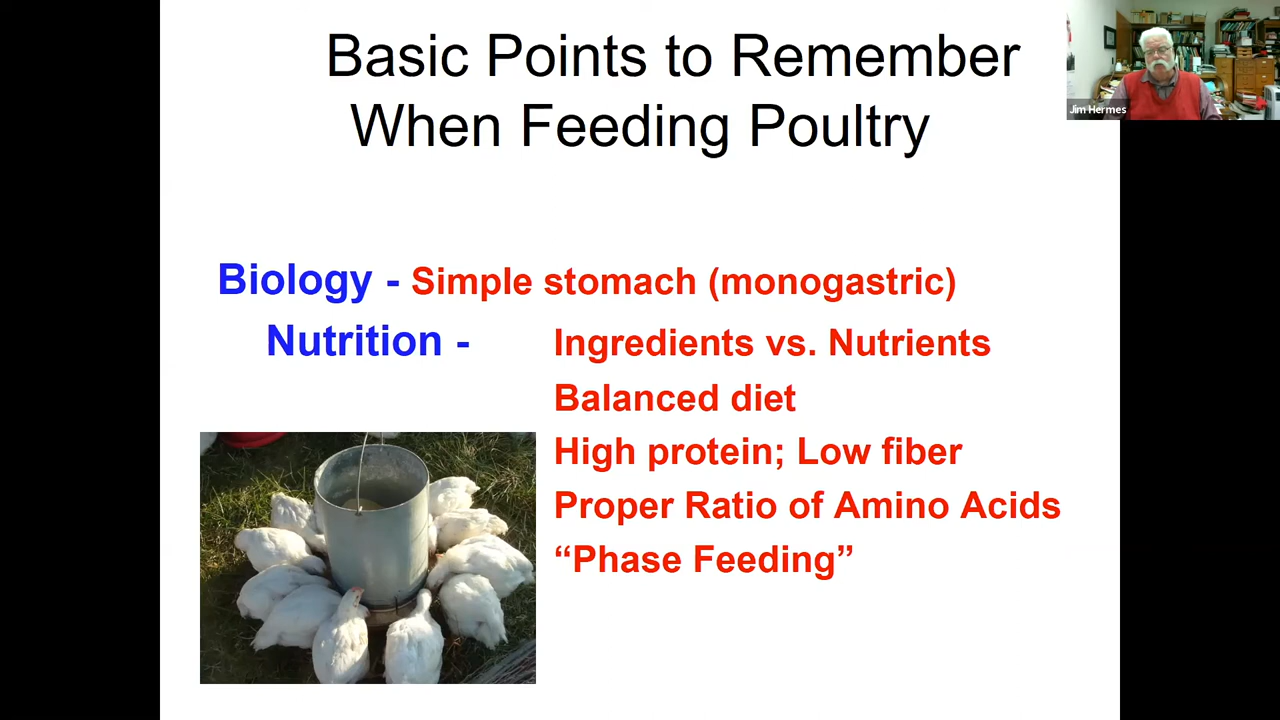 Basic Points to Remember
When Feeding Poultry
Jim Hermes
Biology - Simple stomach (monogastric)
Nutrition - Ingredients vs. Nutrients
Balanced diet
High protein; Low fiber
Proper Ratio of Amino Acids
“Phase Feeding”